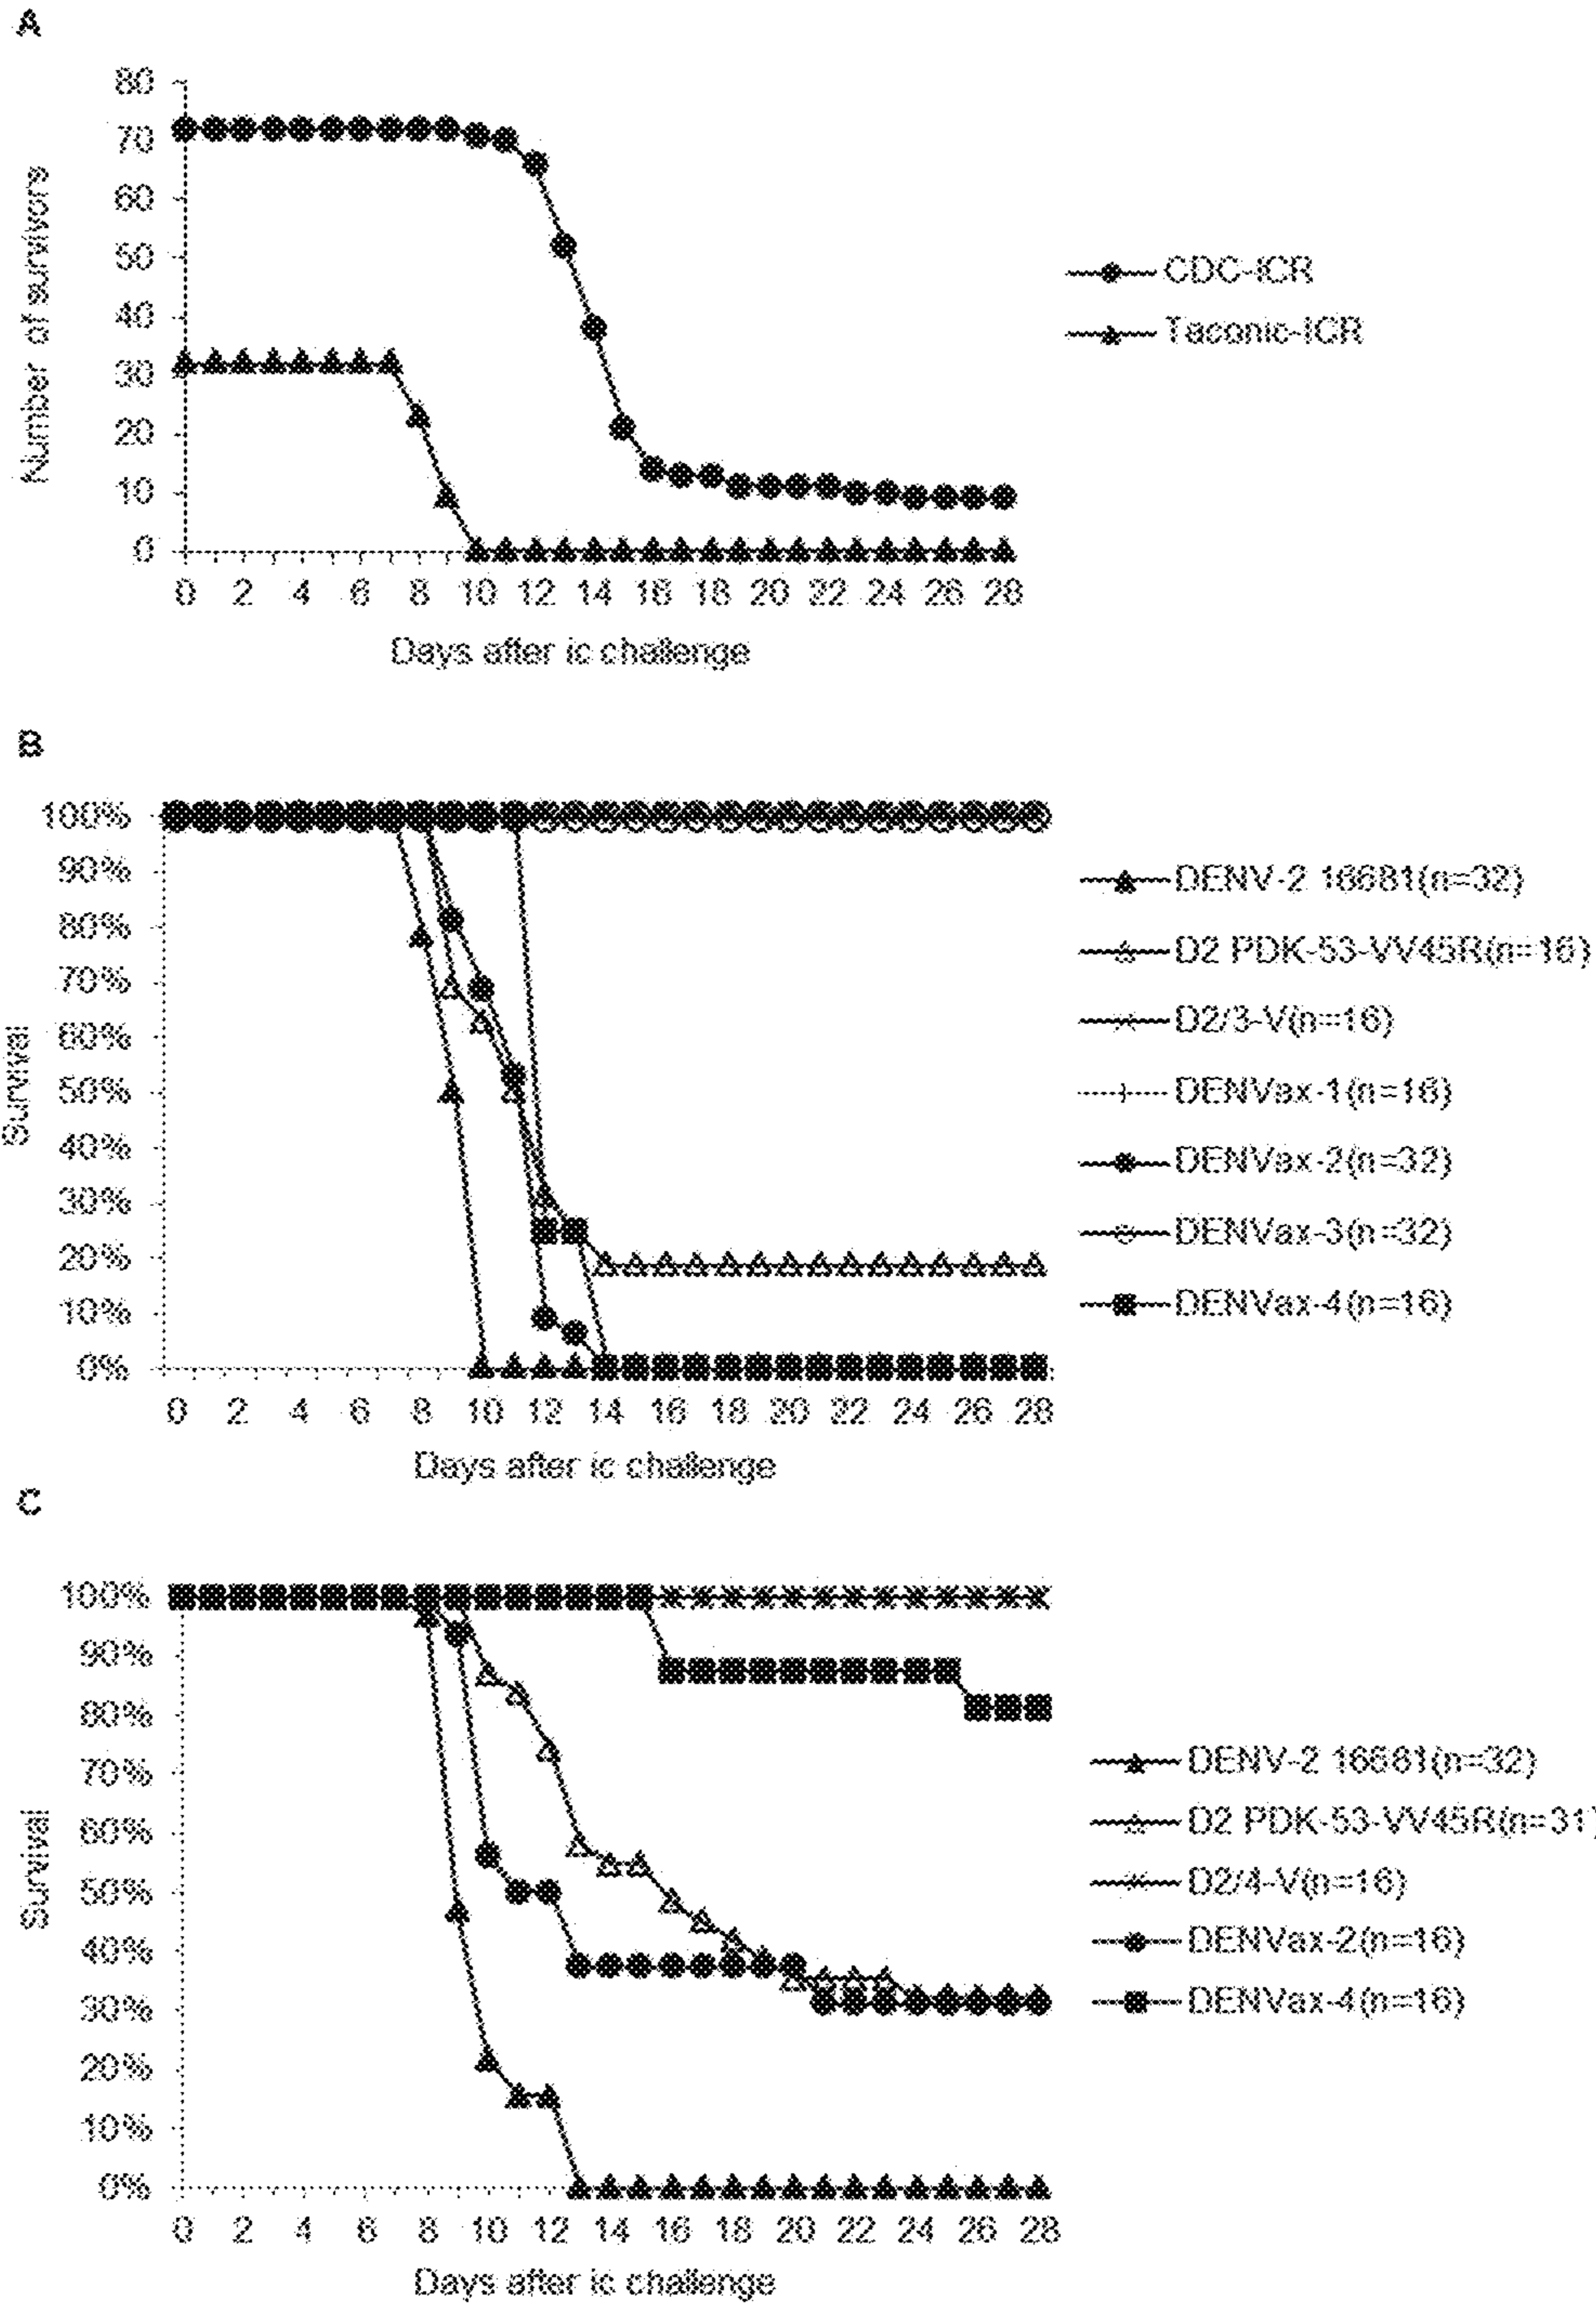 A
80
70
60
50
40
30
20
10
0
Number of survivors
0 2 4 6 8 10 12 14 16 18 20 22 24 26 28
Days after ic challenge
CDC-ICR
Taconic-ICR
B
100%
90%
80%
70%
60%
50%
40%
30%
20%
10%
0%
Survival
0 2 4 6 8 10 12 14 16 18 20 22 24 26 28
Days after ic challenge
DENV-2 16681(n=32)
D2 PDK-53-VV45R(n=16)
D2/3-V(n=16)
DENVax-1(n=16)
DENVax-2(n=32)
DENVax-3(n=32)
DENVax-4(n=16)
C
100%
90%
80%
70%
60%
50%
40%
30%
20%
10%
0%
Survival
0 2 4 6 8 10 12 14 16 18 20 22 24 26 28
Days after ic challenge
DENV-2 16681(n=32)
D2 PDK-53-VV45R(n=31)
D2/4-V(n=16)
DENVax-2(n=16)
DENVax-4(n=16)